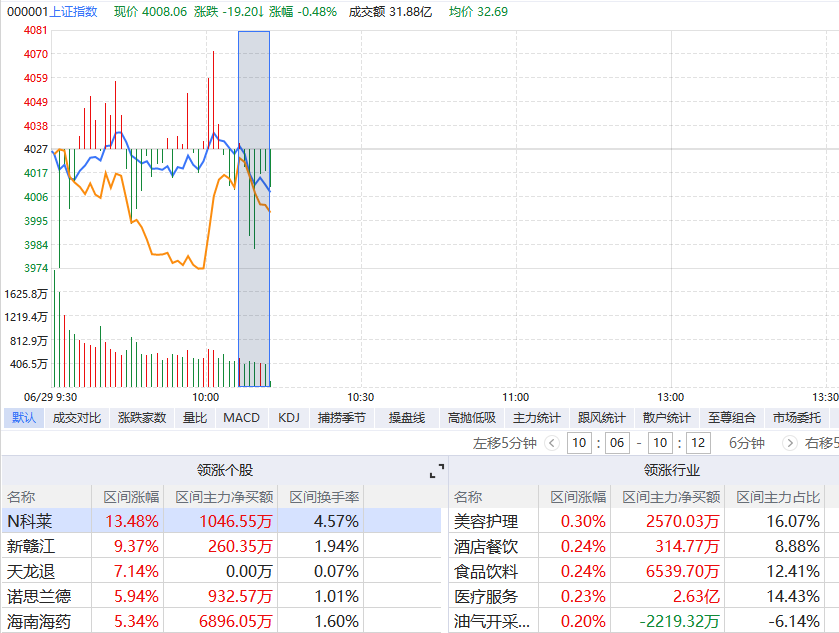 000001上证指数 现价 4008.06 涨跌 -19.20↓ 涨幅 -0.48% 成交额 31.88亿 均价 32.69
4081
4070
4059
4049
4038
4027
4017
4006
3995
3984
3974
1625.8万
1219.4万
812.9万
406.5万
06/29 9:30 10:00 10:30 11:00 13:00 13:30
默认 成交对比 涨跌家数 量比 MACD KDJ 捕捞季节 操盘线 高抛低吸 主力统计 跟风统计 散户统计 至尊组合 市场委托
左移5分钟 10 : 06 - 10 : 12 6分钟 右移5
领涨个股 领涨行业
名称 区间涨幅 区间主力净买额 区间换手率 名称 区间涨幅 区间主力净买额 区间主力占比
N科莱 13.48% 1046.55万 4.57% 美容护理 0.30% 2570.03万 16.07%
新赣江 9.37% 260.35万 1.94% 酒店餐饮 0.24% 314.77万 8.88%
天龙退 7.14% 0.00万 0.07% 食品饮料 0.24% 6539.70万 12.41%
诺思兰德 5.94% 932.57万 1.01% 医疗服务 0.23% 2.63亿 14.43%
海南海药 5.34% 6896.05万 1.60% 油气开采... 0.20% -2219.32万 -6.14%